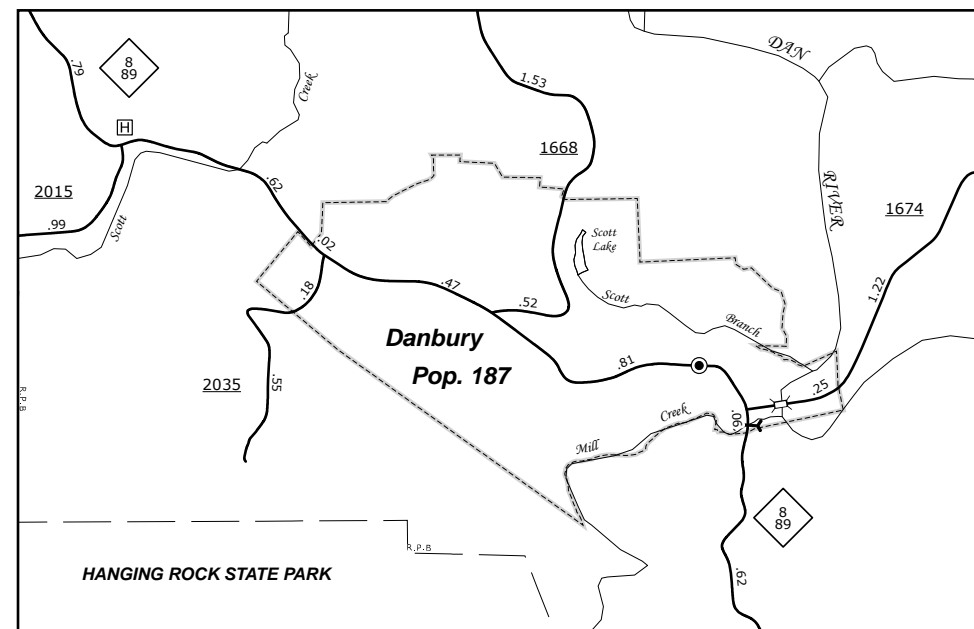 DAN
RIVER
.79
8
89
H
Creek
1.53
1668
2015
.99
Scott
.62
.02
.18
.47
.52
Scott
Lake
Scott
Branch
1674
1.22
Danbury
Pop. 187
.81
.25
2035
.55
R.P.B
Creek
Mill
.06
8
89
.62
R.P.B
HANGING ROCK STATE PARK